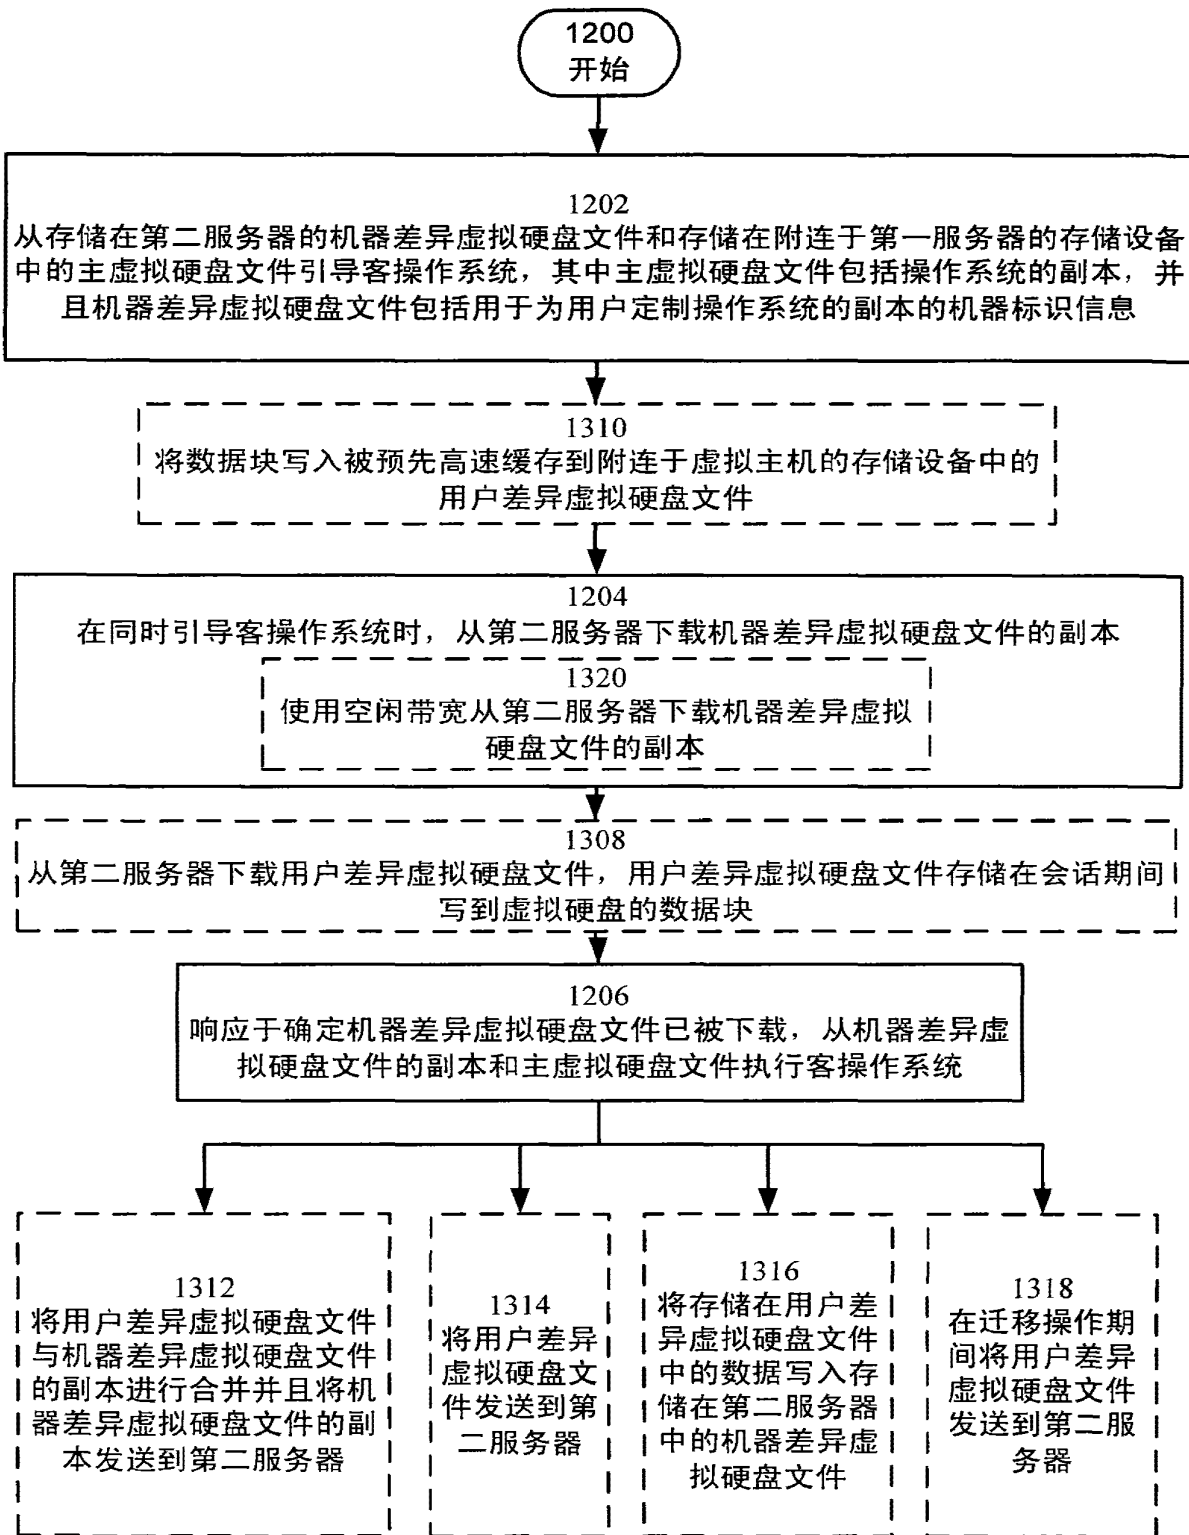 1200
开始
1202
从存储在第二服务器的机器差异虚拟硬盘文件和存储在附连于第一服务器的存储设备
中的主虚拟硬盘文件引导客操作系统，其中主虚拟硬盘文件包括操作系统的副本，并
且机器差异虚拟硬盘文件包括用于为用户定制操作系统的副本的机器标识信息
1310
将数据块写入被预先高速缓存到附连于虚拟主机的存储设备中的
用户差异虚拟硬盘文件
1204
在同时引导客操作系统时，从第二服务器下载机器差异虚拟硬盘文件的副本
1320
使用空闲带宽从第二服务器下载机器差异虚拟
硬盘文件的副本
1308
从第二服务器下载用户差异虚拟硬盘文件，用户差异虚拟硬盘文件存储在会话期间
写到虚拟硬盘的数据块
1206
响应于确定机器差异虚拟硬盘文件已被下载，从机器差异虚
拟硬盘文件的副本和主虚拟硬盘文件执行客操作系统
1312
将用户差异虚拟硬盘文件
与机器差异虚拟硬盘文件
的副本进行合并并且将机
器差异虚拟硬盘文件的副
本发送到第二服务器
1314
将用户差异
虚拟硬盘文
件发送到第
二服务器
1316
将存储在用户差
异虚拟硬盘文件
中的数据写入存
储在第二服务器
中的机器差异虚
拟硬盘文件
1318
在迁移操作期
间将用户差异
虚拟硬盘文件
发送到第二服
务器